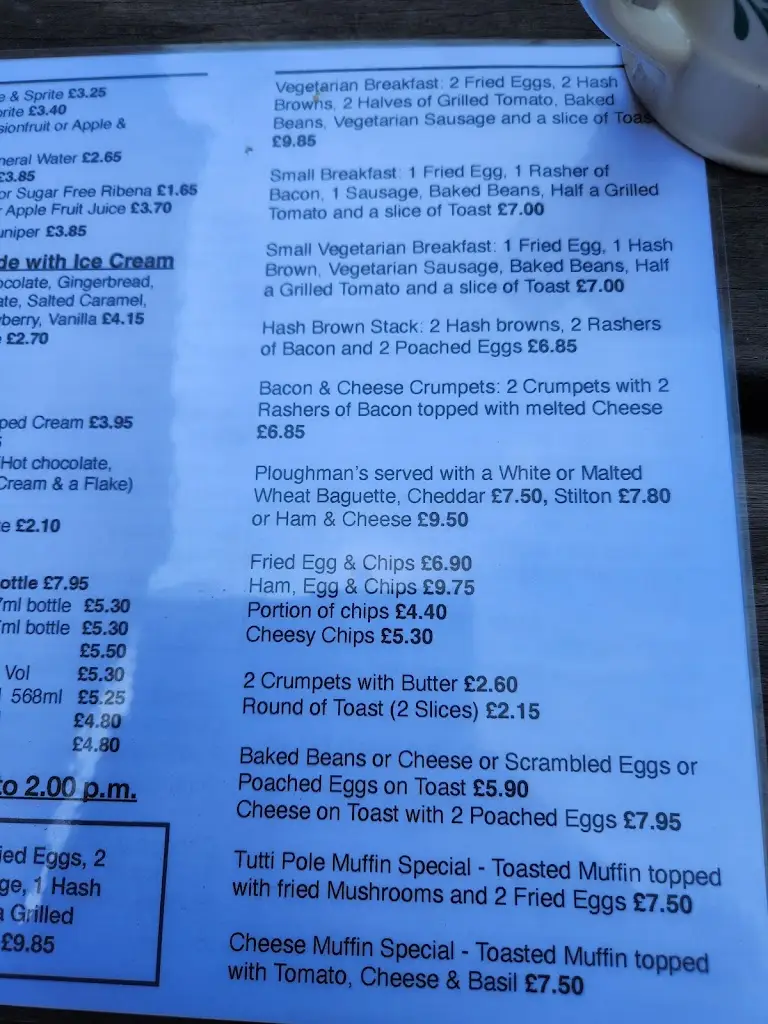 & Sprite £3.25
£3.40
or Apple &
Water £2.65
£3.85
or Sugar Free Ribena £1.65
Apple Fruit Juice £3.70
£3.85
with Ice Cream
Gingerbread,
Salted Caramel,
Vanilla £4.15
£2.70
Cream £3.95
Hot chocolate,
Cream & a Flake)
£2.10
£7.95
bottle £5.30
bottle £5.30
£5.50
Vol £5.30
568ml £5.25
£4.80
£4.80
to 2.00 p.m.
Eggs, 2
1 Hash
Grilled
£9.85
Vegetarian Breakfast: 2 Fried Eggs, 2 Hash
Browns, 2 Halves of Grilled Tomato, Baked
Beans, Vegetarian Sausage and a slice of Toast
£9.85
Small Breakfast: 1 Fried Egg, 1 Rasher of
Bacon, 1 Sausage, Baked Beans, Half a Grilled
Tomato and a slice of Toast £7.00
Small Vegetarian Breakfast: 1 Fried Egg, 1 Hash
Brown, Vegetarian Sausage, Baked Beans, Half
a Grilled Tomato and a slice of Toast £7.00
Hash Brown Stack: 2 Hash browns, 2 Rashers
of Bacon and 2 Poached Eggs £6.85
Bacon & Cheese Crumpets: 2 Crumpets with 2
Rashers of Bacon topped with melted Cheese
£6.85
Ploughman's served with a White or Malted
Wheat Baguette, Cheddar £7.50, Stilton £7.80
or Ham & Cheese £9.50
Fried Egg & Chips £6.90
Ham, Egg & Chips £9.75
Portion of chips £4.40
Cheesy Chips £5.30
2 Crumpets with Butter £2.60
Round of Toast (2 Slices) £2.15
Baked Beans or Cheese or Scrambled Eggs or
Poached Eggs on Toast £5.90
Cheese on Toast with 2 Poached Eggs £7.95
Tutti Pole Muffin Special - Toasted Muffin topped
with fried Mushrooms and 2 Fried Eggs £7.50
Cheese Muffin Special - Toasted Muffin topped
with Tomato, Cheese & Basil £7.50